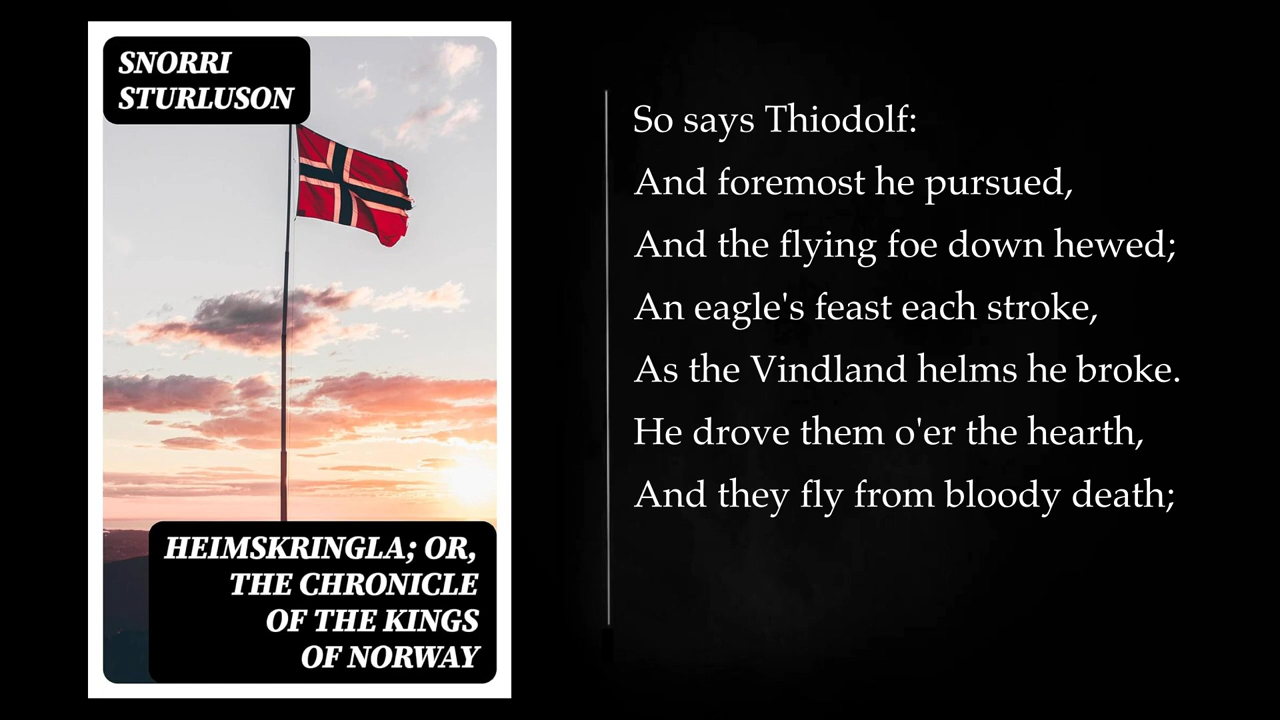 SNORRI
STURLUSON
HEIMSKRINGLA; OR,
THE CHRONICLE
OF THE KINGS
OF NORWAY
So says Thiodolf:
And foremost he pursued,
And the flying foe down hewed;
An eagle's feast each stroke,
As the Vindland helms he broke.
He drove them o'er the hearth,
And they fly from bloody death;